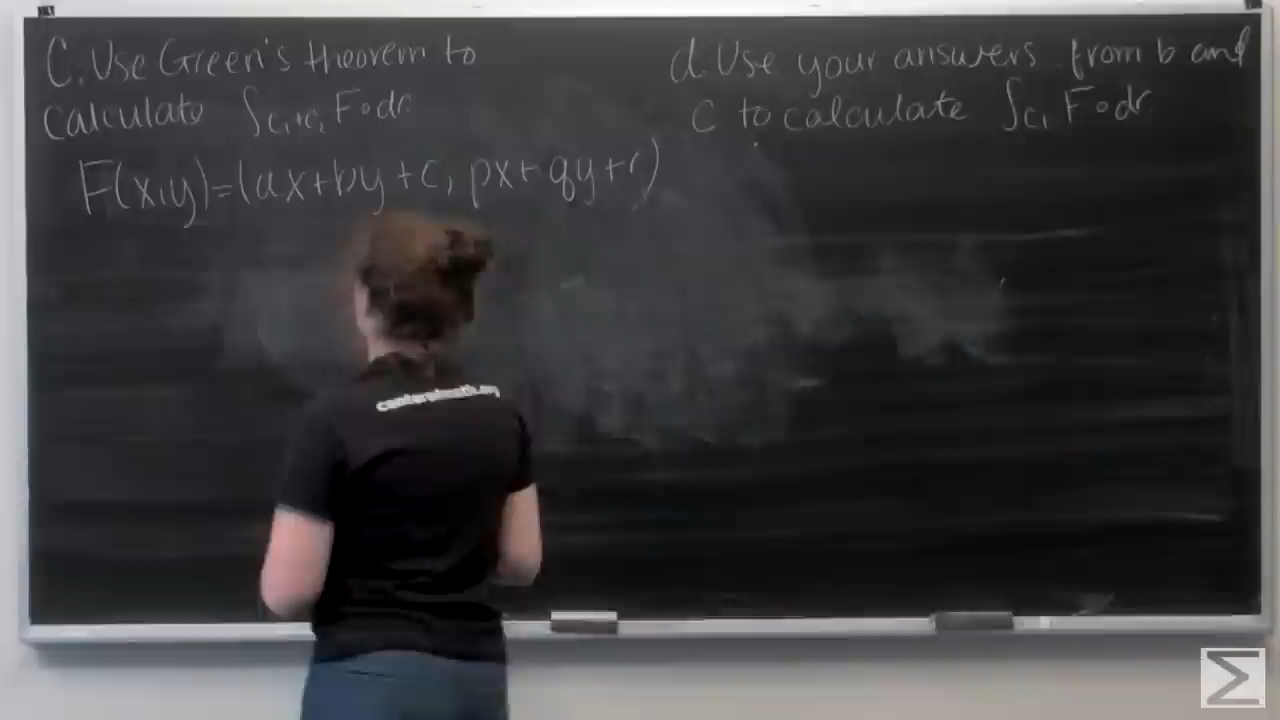 C. Use Green's theorem to
calculate ∫c₁+c₂ F∘dr.
F(x,y)=(ax+by+c, px+qy+r)
d. Use your answers from b and
c to calculate ∫c₁ F∘dr
Σ